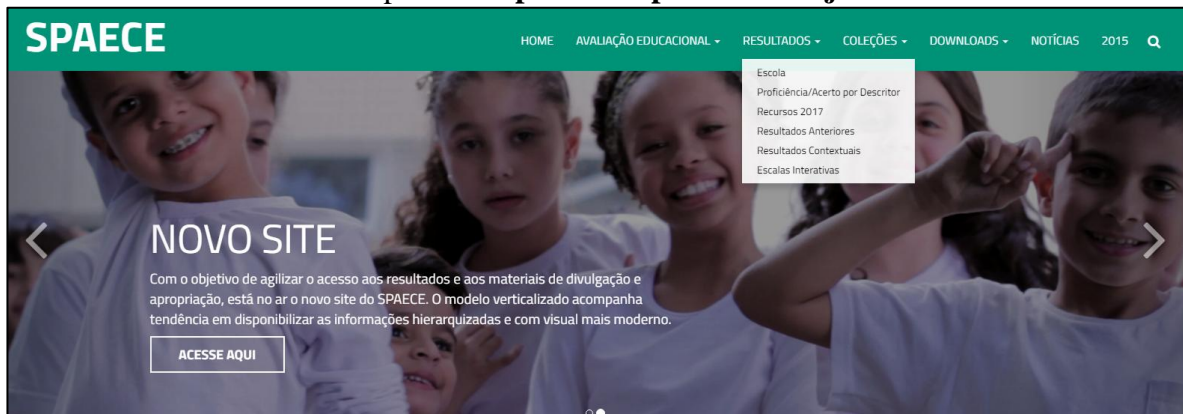 SPAECE
HOME AVALIAÇÃO EDUCACIONAL RESULTADOS COLEÇÕES DOWNLOADS NOTÍCIAS 2015
Escola
Proficiência/Acerto por Descritor
Recursos 2017
Resultados Anteriores
Resultados Contextuais
Escalas Interativas
NOVO SITE
Com o objetivo de agilizar o acesso aos resultados e aos materiais de divulgação e
apropriação, está no ar o novo site do SPAECE. O modelo verticalizado acompanha
tendência em disponibilizar as informações hierarquizadas e com visual mais moderno.
ACESSE AQUI